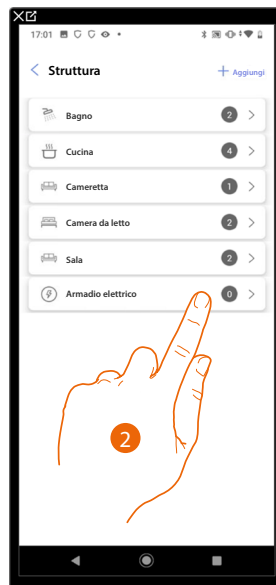 17:01
Struttura
+ Aggiungi
Bagno 2
Cucina 4
Cameretta 1
Camera da letto 2
Sala 2
Armadio elettrico 0
2